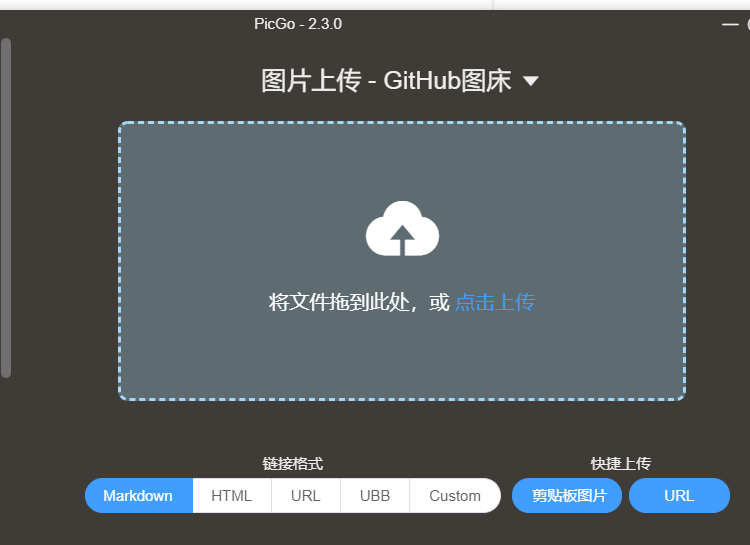 PicGo - 2.3.0
图片上传 - GitHub图床
将文件拖到此处，或 点击上传
链接格式 快捷上传
Markdown HTML URL UBB Custom 剪贴板图片 URL